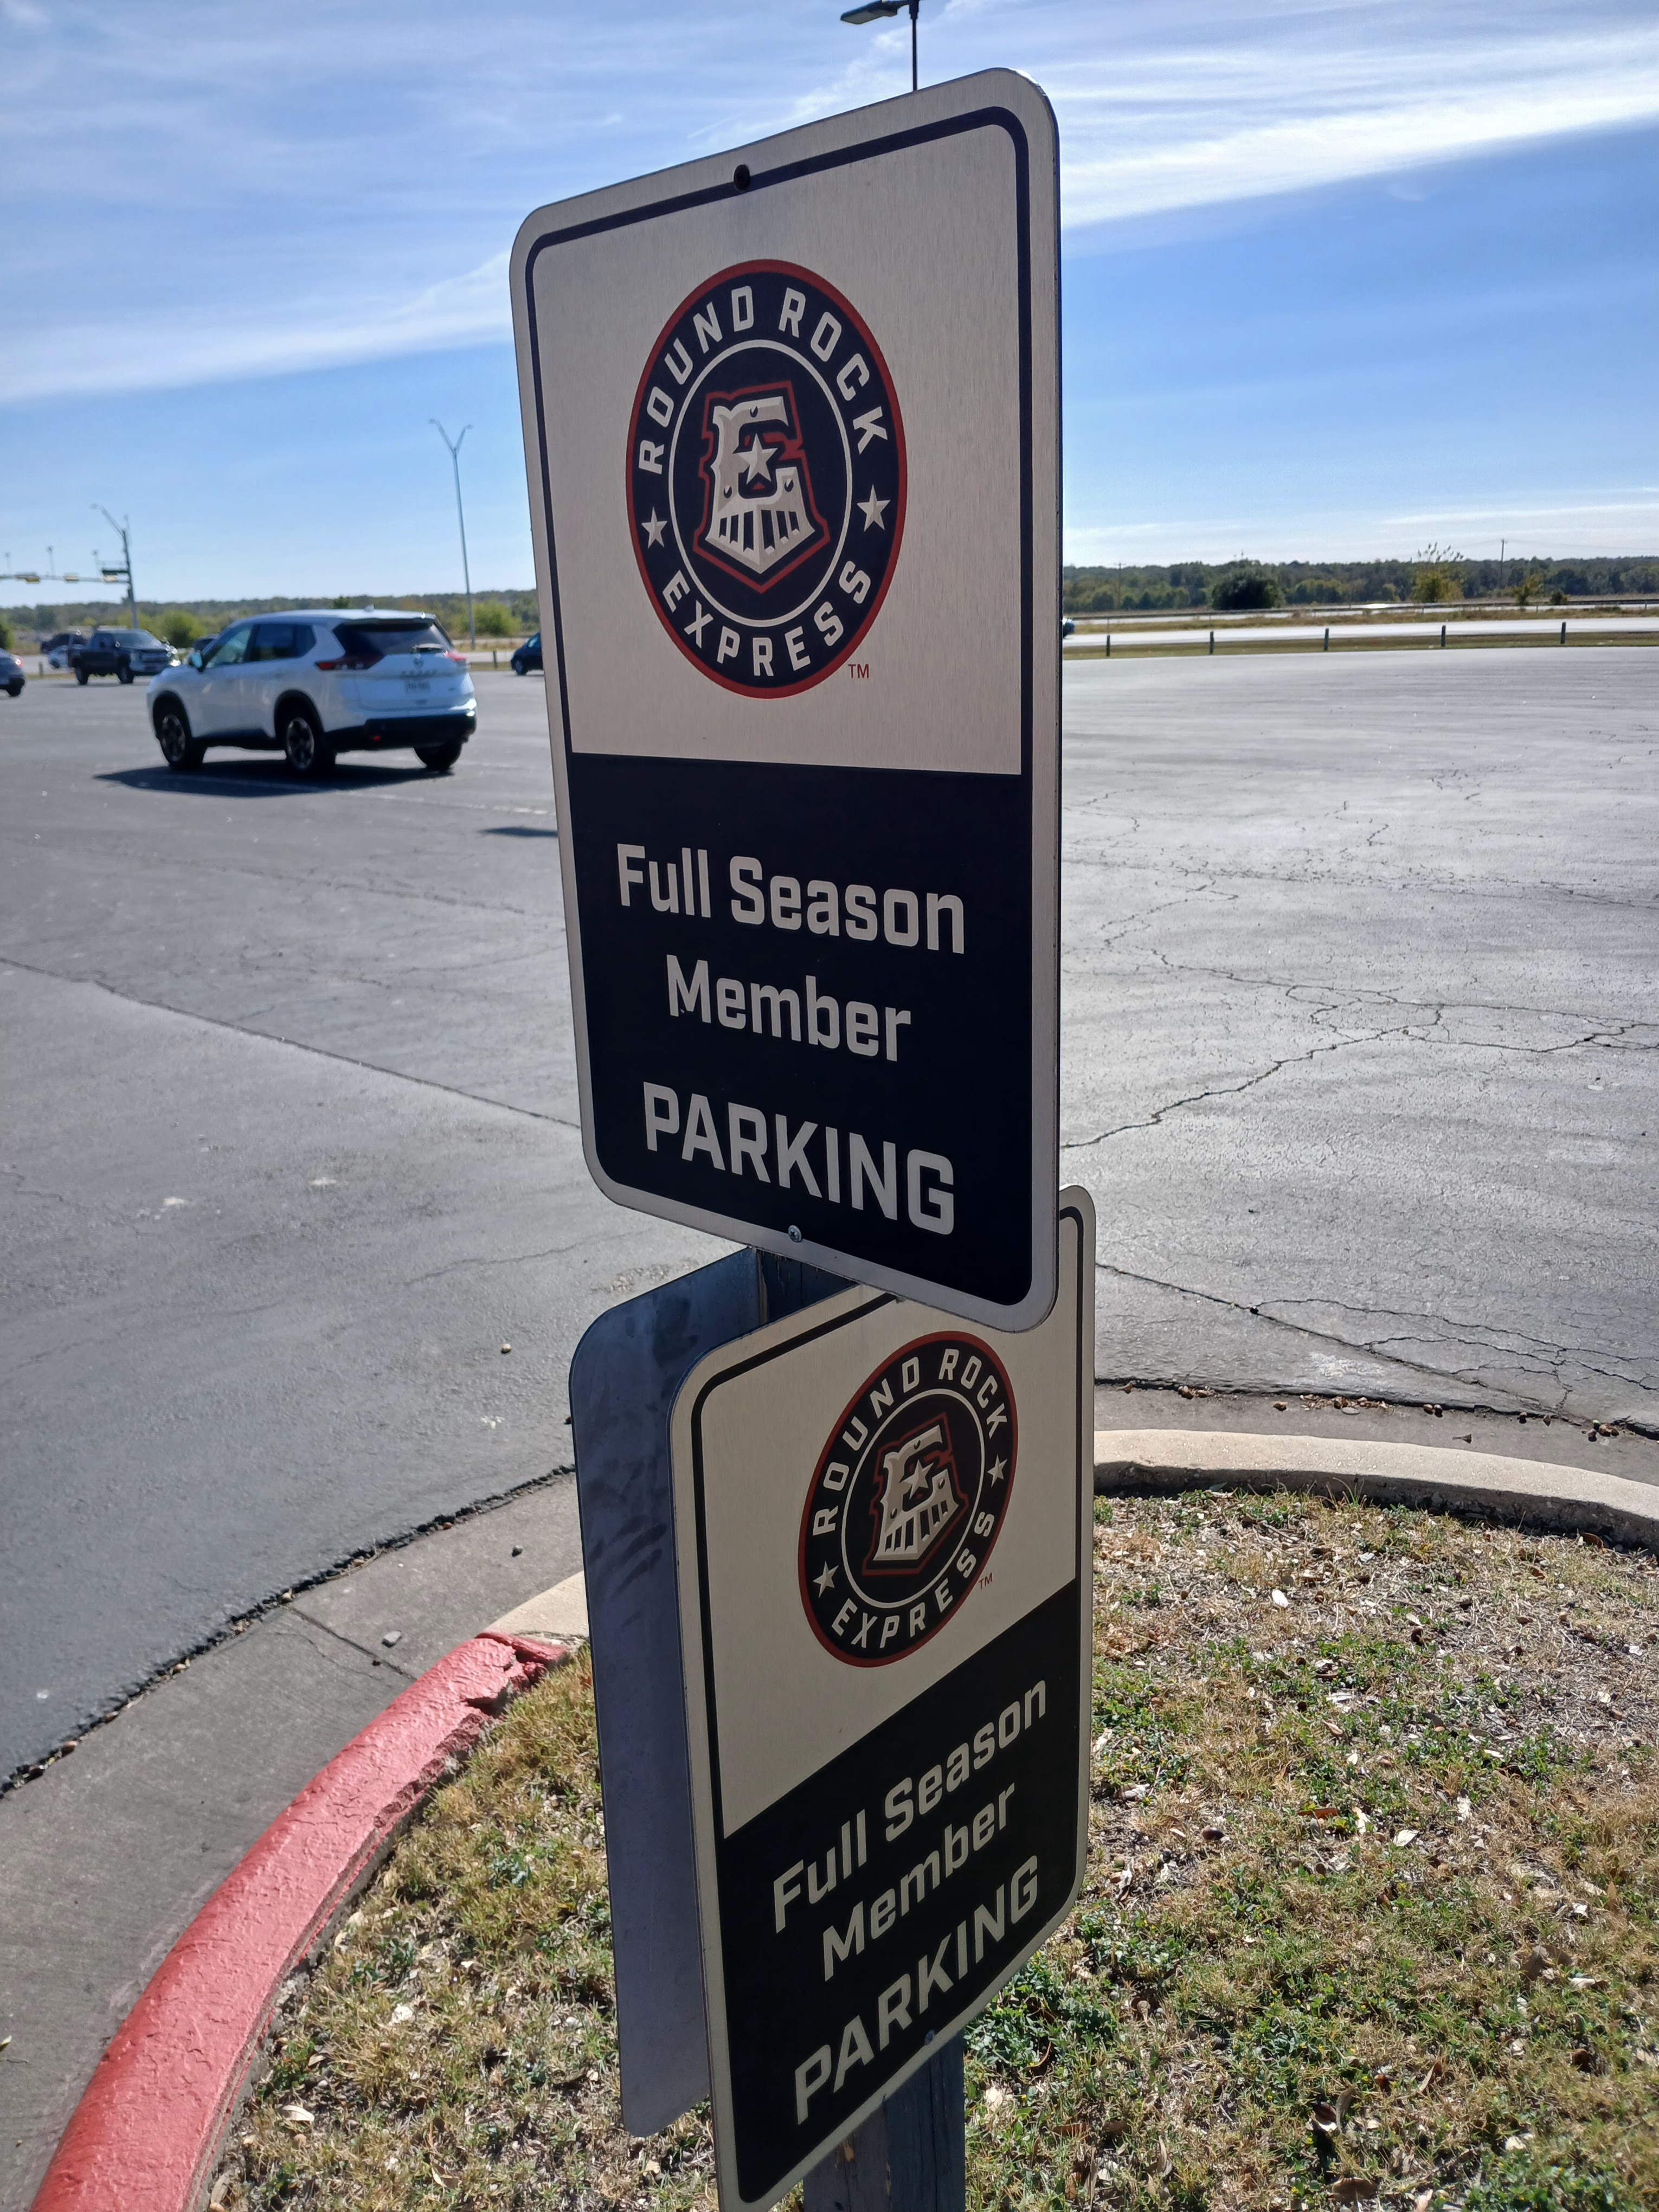 ROUND ROCK
E
EXPRESS
TM
Full Season
Member
PARKING
ROUND ROCK
E
EXPRESS
TM
Full Season
Member
PARKING